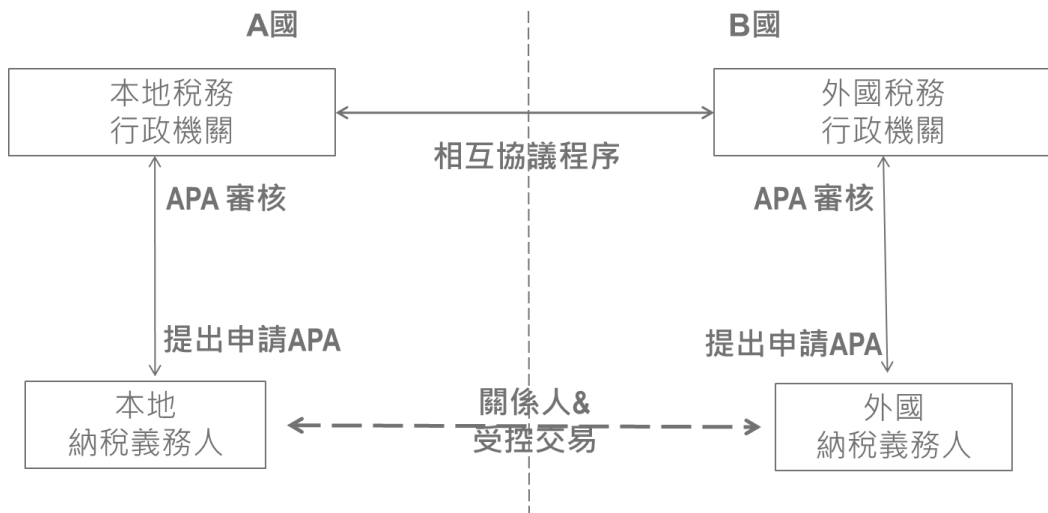 A國
B國
本地稅務
行政機關
外國稅務
行政機關
相互協議程序
APA 審核
APA 審核
提出申請APA
提出申請APA
本地
納稅義務人
關係人&
受控交易
外國
納稅義務人